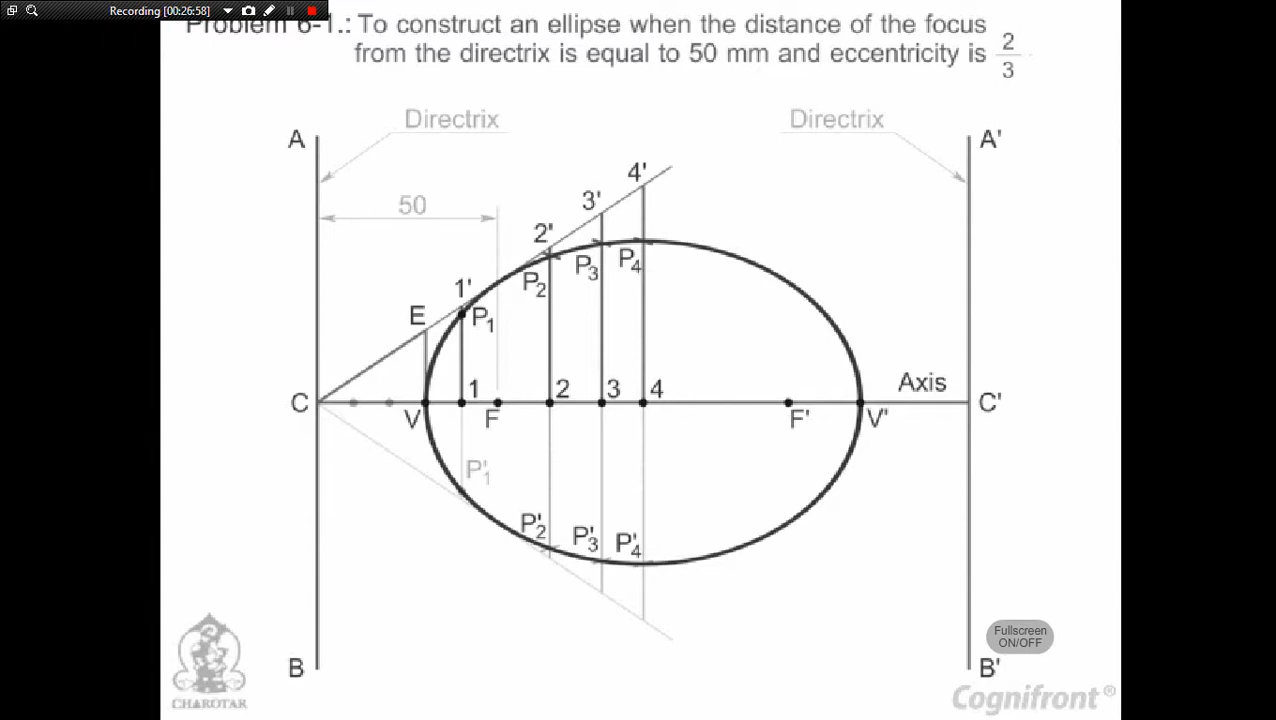 Recording [00:26:58]
Problem 6-1.: To construct an ellipse when the distance of the focus
from the directrix is equal to 50 mm and eccentricity is 2/3
Directrix
Directrix
A
A'
4'
3'
50
2'
P4
P3
P2
1'
E
P1
Axis
1
2
3
4
C
C'
V
F
F'
V'
P'1
P'2
P'3
P'4
Fullscreen
ON/OFF
B
B'
CHAROTAR
Cognifront®